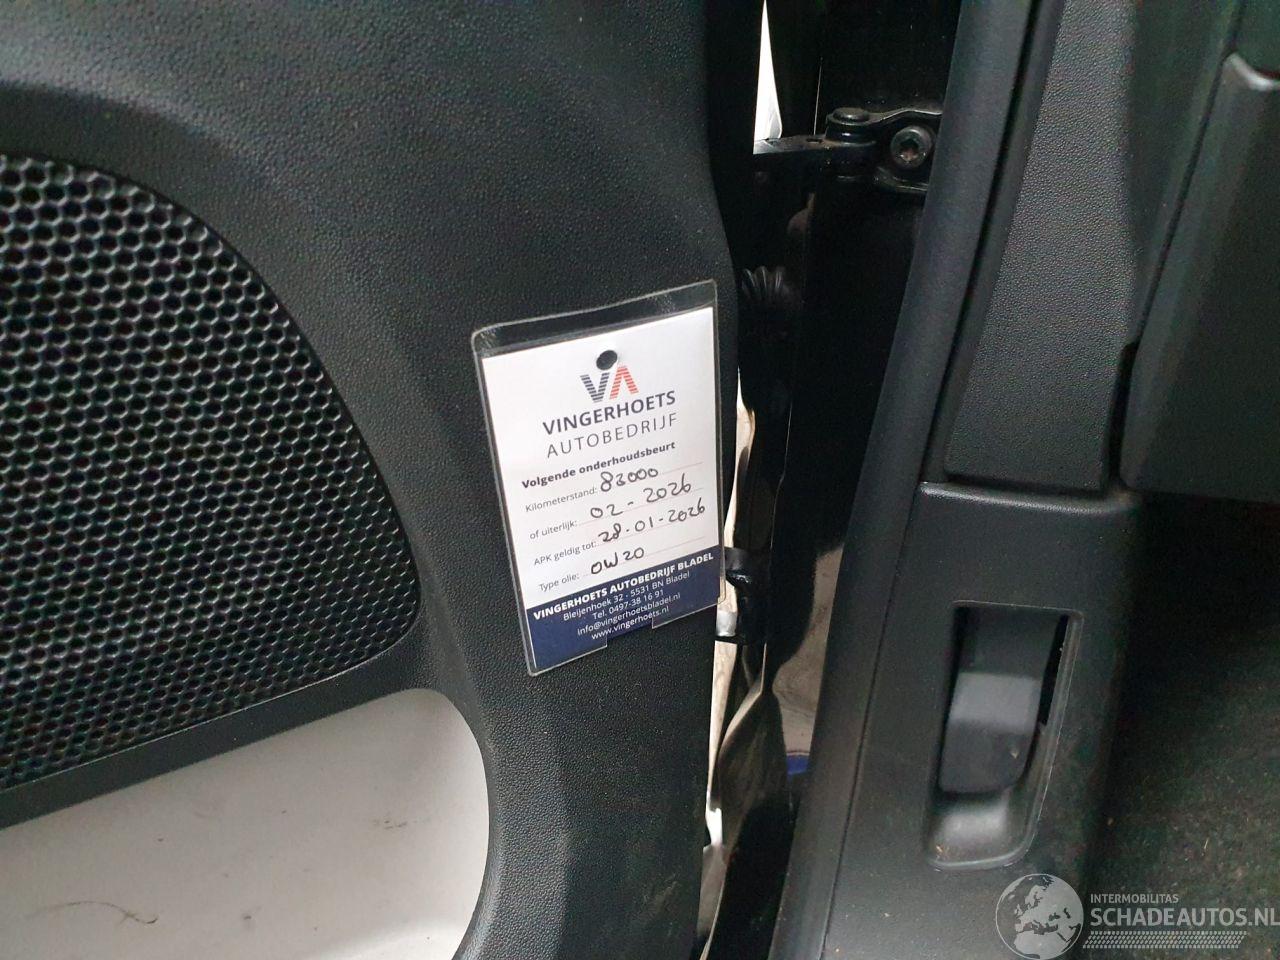 VA
VINGERHOETS
AUTOBEDRIJF
Volgende onderhoudsbeurt
Kilometerstand: 83000
of uiterlijk: 02-2026
APK geldig tot: 28-01-2026
Type olie: 0W20
VINGERHOETS AUTOBEDRIJF BLADEL
Bleijenhoek 32 - 5531 BN Bladel
Tel. 0497-38 16 91
info@vingerhoetsbladel.nl
www.vingerhoets.nl
INTERMOBILITAS
SCHADEAUTOS.NL